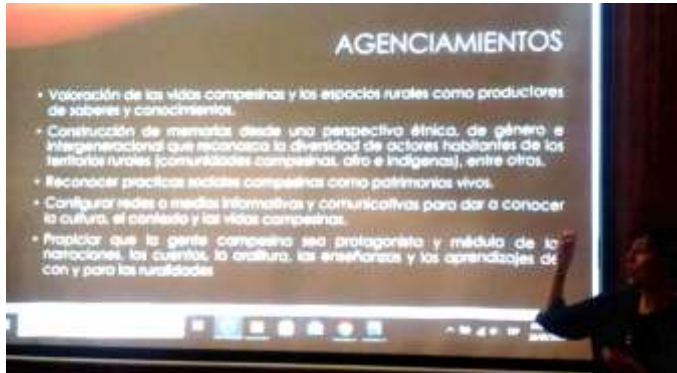 AGENCIAMIENTOS
• Valoración de las vidas campesinas y los espacios rurales como productores
de saberes y conocimientos.
• Construcción de memorias desde una perspectiva étnica, de género e
intergeneracional que reconozca la diversidad de actores habitantes de los
territorios rurales (comunidades campesinas, afro e indígenas), entre otros.
• Reconocer practicas sociales campesinas como patrimonios vivos.
• Configurar redes o medios informativos y comunicativos para dar a conocer
la cultura, el contexto y las vidas campesinas.
• Propiciar que la gente campesina sea protagonista y médula de la
narraciones, los cuentos, la oralitura, las enseñanzas y los aprendizajes de
con y para las ruralidades